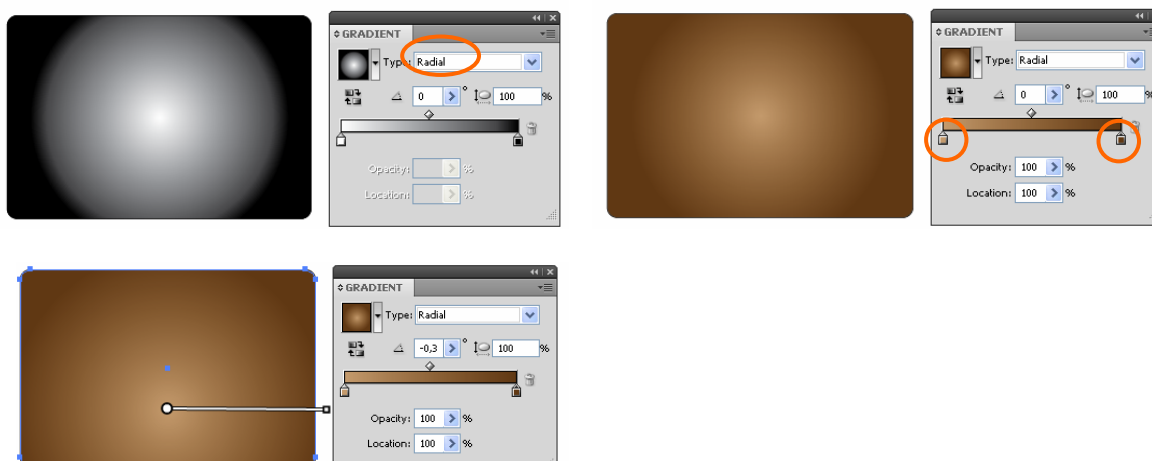 GRADIENT
Type: Radial
0 ° 100 %
Opacity: %
Location: %
GRADIENT
Type: Radial
0 ° 100 %
Opacity: 100 %
Location: 100 %
GRADIENT
Type: Radial
-0,3 ° 100 %
Opacity: 100 %
Location: 100 %